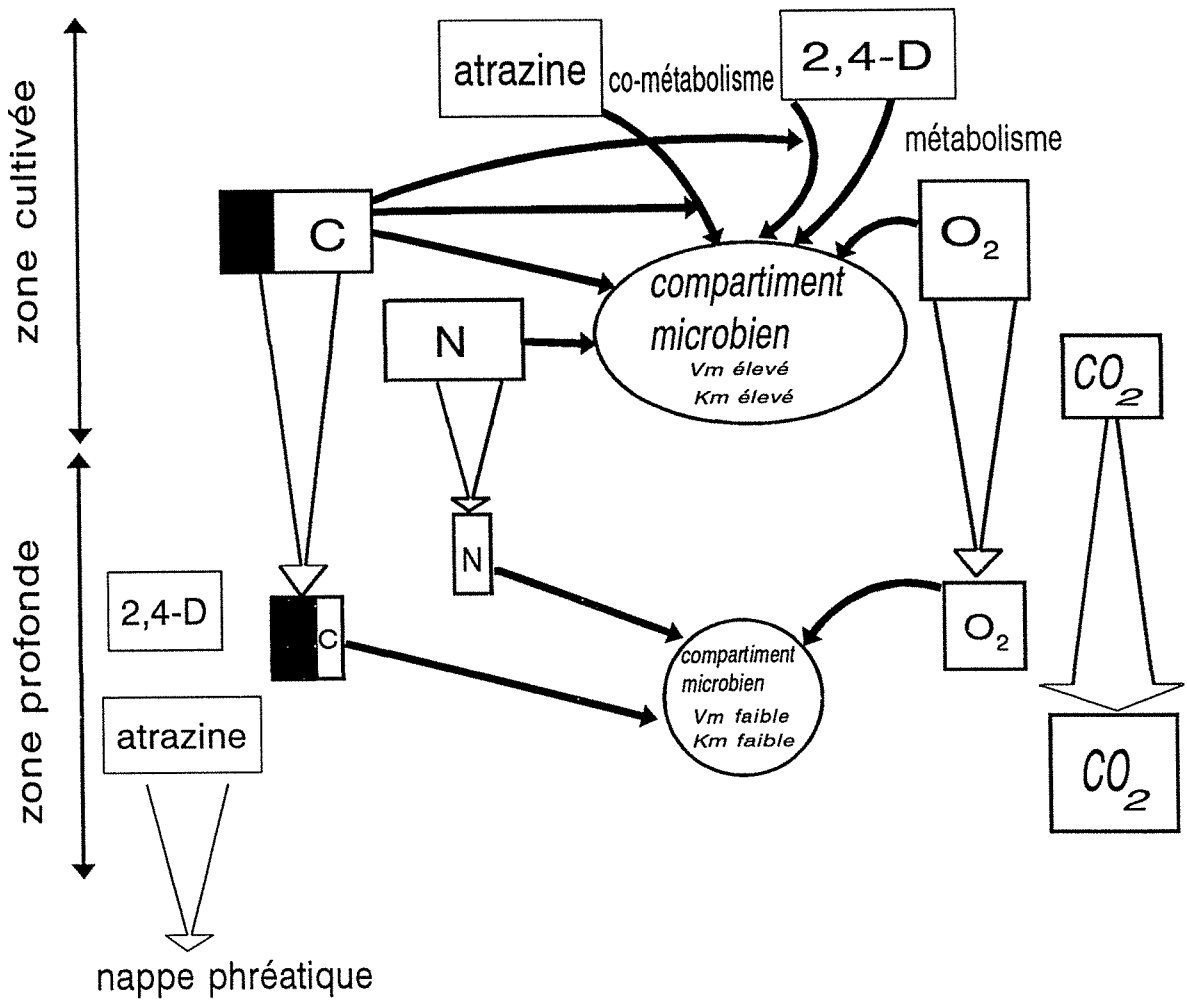 zone cultivée
atrazine
co-métabolisme
2,4-D
métabolisme
C
O2
compartiment
microbien
Vm élevé
Km élevé
N
CO2
zone profonde
N
2,4-D
C
O2
compartiment
microbien
Vm faible
Km faible
atrazine
CO2
nappe phréatique